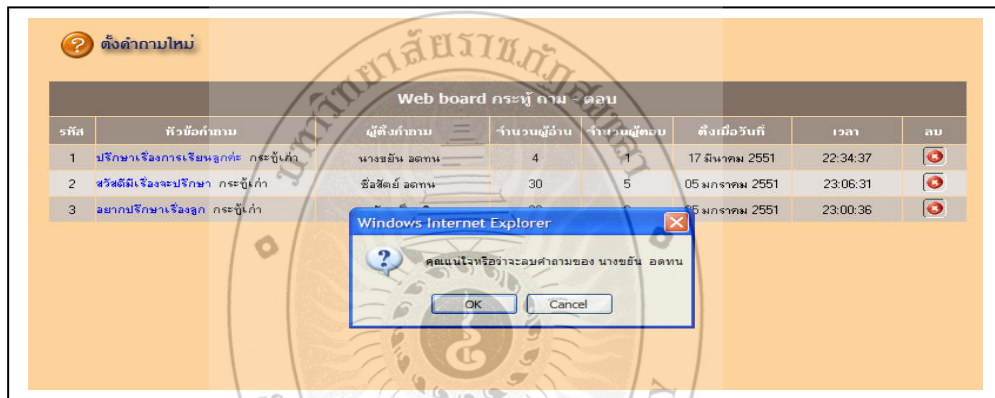 ตั้งคำถามใหม่
Web board กระทู้ ถาม - ตอบ
รหัส หัวข้อคำถาม ผู้ตั้งคำถาม จำนวนผู้อ่าน จำนวนผู้ตอบ ตั้งเมื่อวันที่ เวลา ลบ
1 ปรึกษาเรื่องการเรียนลูกค่ะ กระทู้เก่า นางขยัน อดทน 4 1 17 มีนาคม 2551 22:34:37
2 สวัสดีมีเรื่องจะปรึกษา กระทู้เก่า ซื่อสัตย์ อดทน 30 5 05 มกราคม 2551 23:06:31
3 อยากปรึกษาเรื่องลูก กระทู้เก่า มกราคม 2551 23:00:36
Windows Internet Explorer
คุณแน่ใจหรือว่าจะลบคำถามของ นางขยัน อดทน
OK Cancel